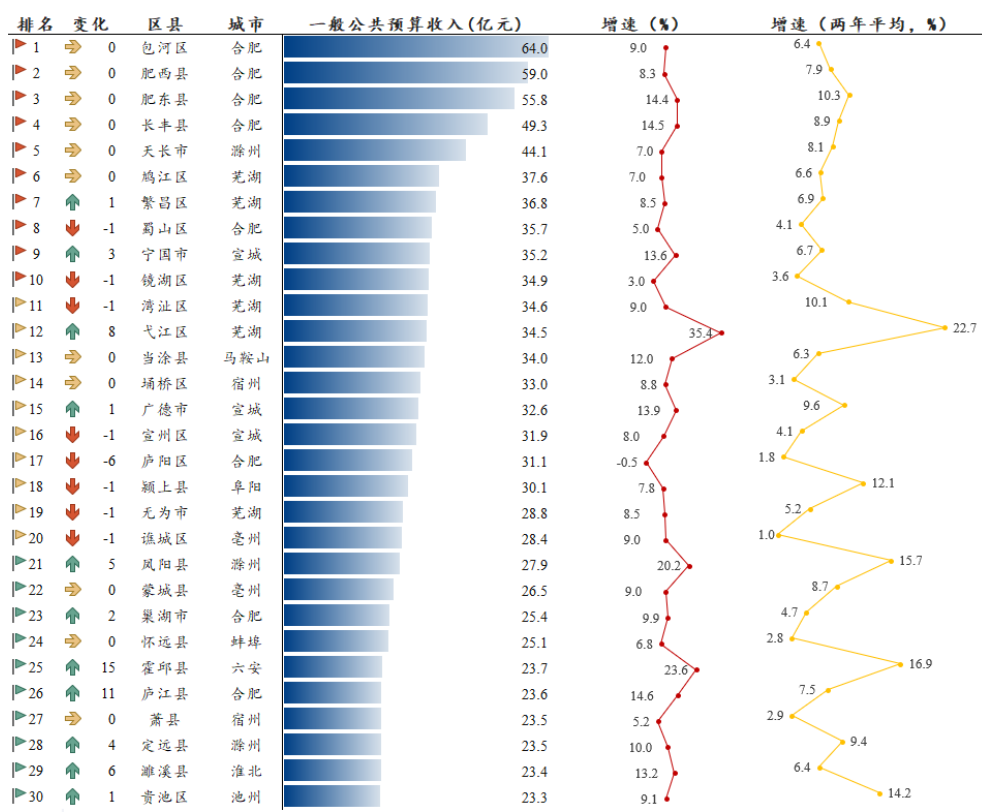 排名 变化 区县 城市 一般公共预算收入(亿元) 增速 (%) 增速 (两年平均, %)
1 0 包河区 合肥 64.0 9.0 6.4
2 0 肥西县 合肥 59.0 8.3 7.9
3 0 肥东县 合肥 55.8 14.4 10.3
4 0 长丰县 合肥 49.3 14.5 8.9
5 0 天长市 滁州 44.1 7.0 8.1
6 0 鸠江区 芜湖 37.6 7.0 6.6
7 1 繁昌区 芜湖 36.8 8.5 6.9
8 -1 蜀山区 合肥 35.7 5.0 4.1
9 3 宁国市 宣城 35.2 13.6 6.7
10 -1 镜湖区 芜湖 34.9 3.0 3.6
11 -1 湾沚区 芜湖 34.6 9.0 10.1
12 8 弋江区 芜湖 34.5 35.4 22.7
13 0 当涂县 马鞍山 34.0 12.0 6.3
14 0 埇桥区 宿州 33.0 8.8 3.1
15 1 广德市 宣城 32.6 13.9 9.6
16 -1 宣州区 宣城 31.9 8.0 4.1
17 -6 庐阳区 合肥 31.1 -0.5 1.8
18 -1 颍上县 阜阳 30.1 7.8 12.1
19 -1 无为市 芜湖 28.8 8.5 5.2
20 -1 谯城区 亳州 28.4 9.0 1.0
21 5 凤阳县 滁州 27.9 20.2 15.7
22 0 蒙城县 亳州 26.5 9.0 8.7
23 2 巢湖市 合肥 25.4 9.9 4.7
24 0 怀远县 蚌埠 25.1 6.8 2.8
25 15 霍邱县 六安 23.7 23.6 16.9
26 11 庐江县 合肥 23.6 14.6 7.5
27 0 萧县 宿州 23.5 5.2 2.9
28 4 定远县 滁州 23.5 10.0 9.4
29 6 濉溪县 淮北 23.4 13.2 6.4
30 1 贵池区 池州 23.3 9.1 14.2